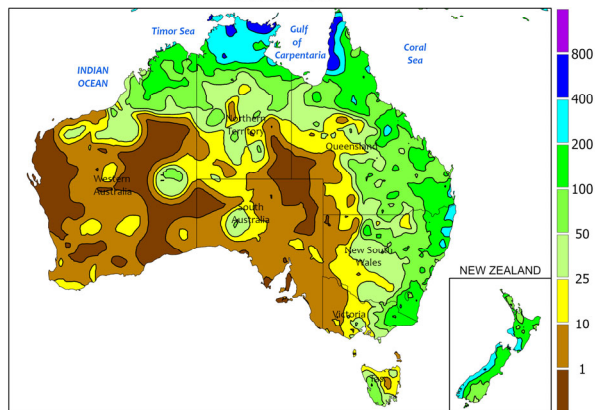 Timor Sea
Gulf
of
Carpentaria
Coral
Sea
INDIAN
OCEAN
Northern
Territory
Queensland
Western
Australia
South
Australia
New South
Wales
Victoria
NEW ZEALAND
800
400
200
100
50
25
10
1